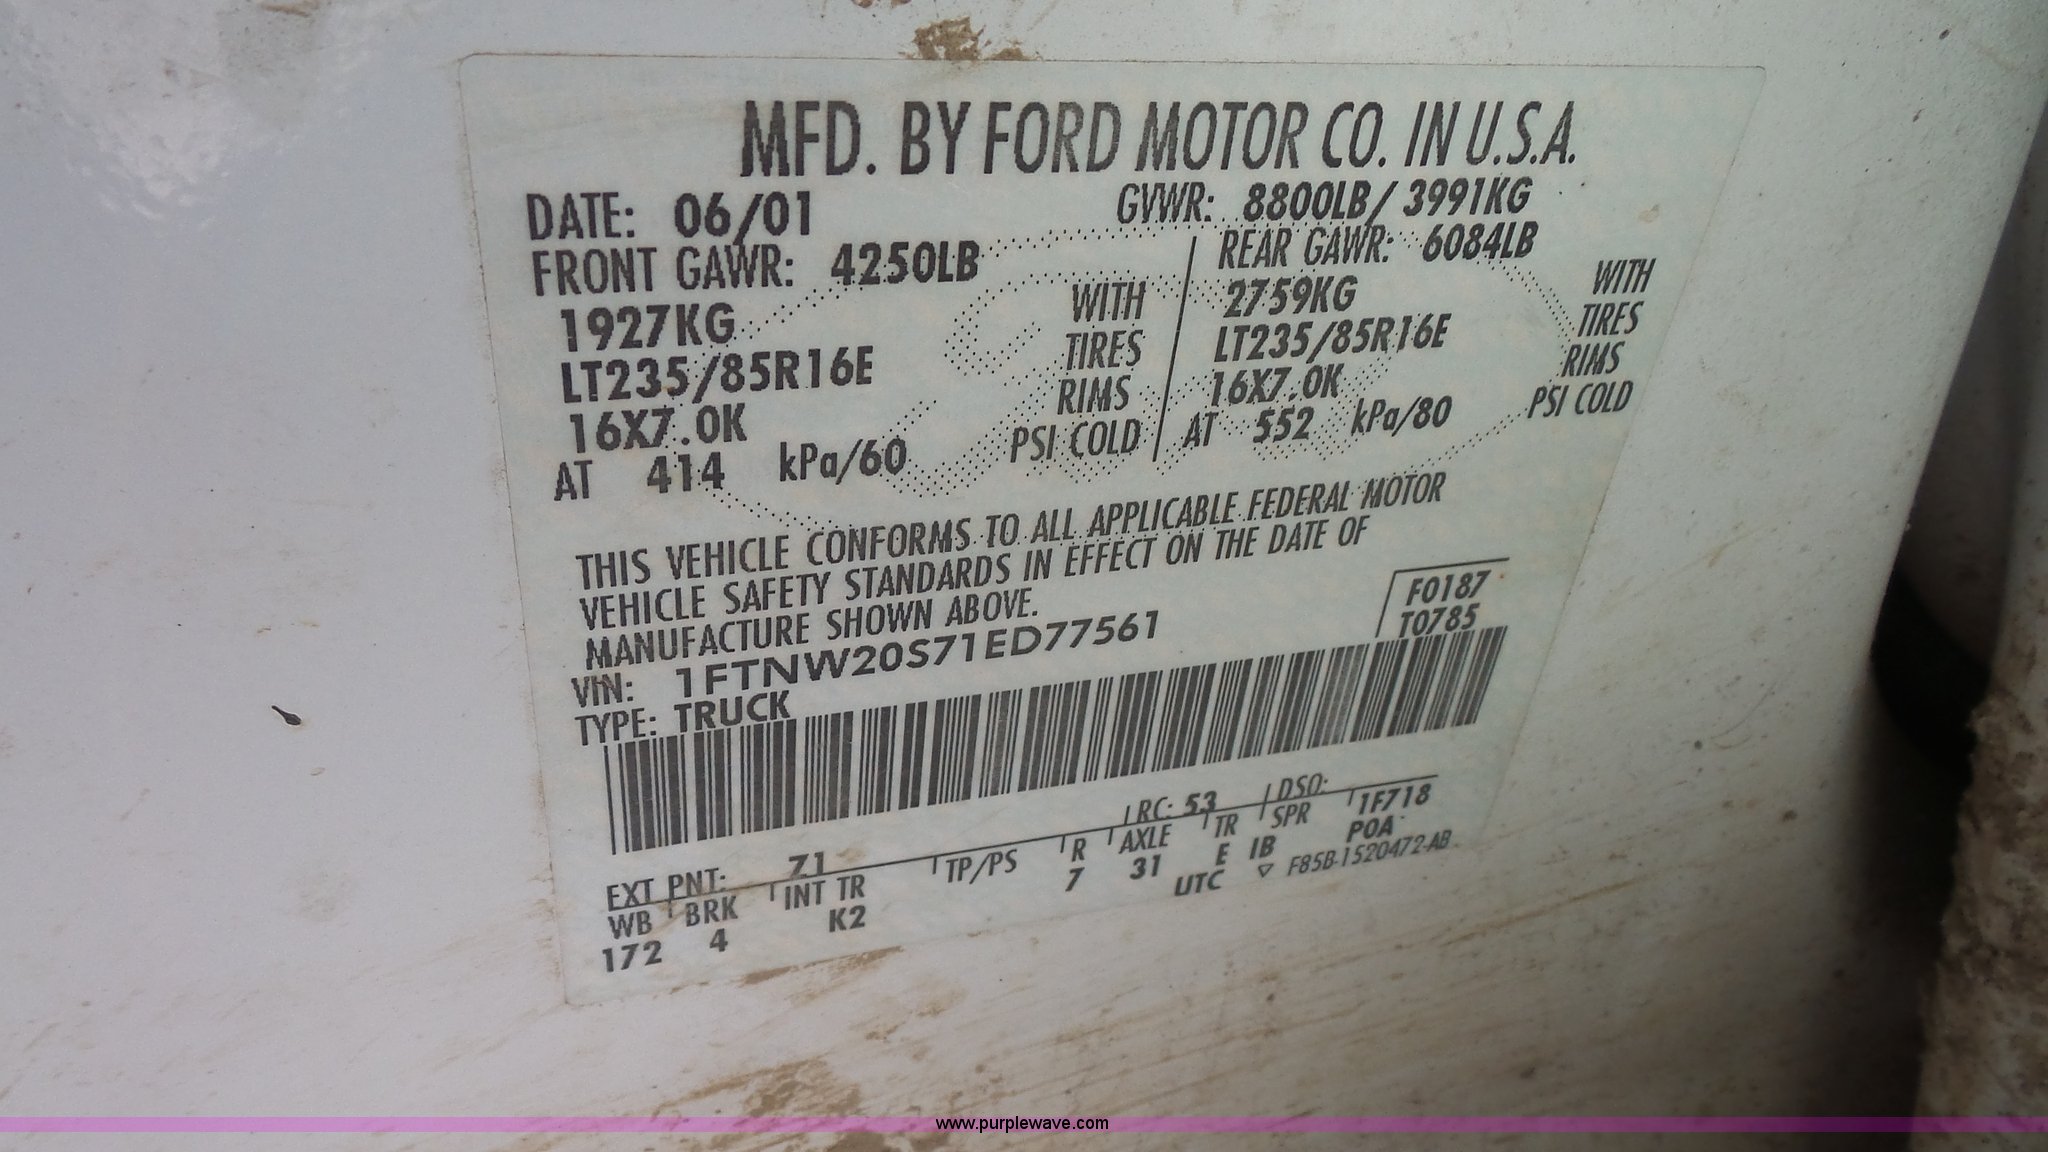 MFD. BY FORD MOTOR CO. IN U.S.A.
DATE: 06/01 GVWR: 8800LB/ 3991KG
FRONT GAWR: 4250LB REAR GAWR: 6084LB
1927KG WITH 2759KG WITH
LT235/85R16E TIRES LT235/85R16E TIRES
16X7.0K RIMS 16X7.0K RIMS
AT 414 kPa/60 PSI COLD AT 552 kPa/80 PSI COLD
THIS VEHICLE CONFORMS TO ALL APPLICABLE FEDERAL MOTOR
VEHICLE SAFETY STANDARDS IN EFFECT ON THE DATE OF
MANUFACTURE SHOWN ABOVE.
F0187
T0785
VIN: 1FTNW20S71ED77561
TYPE: TRUCK
EXT PNT: Z1 RC: 53 DSO:
WB BRK INT TR TP/PS R AXLE TR SPR 1F718
172 4 K2 7 31 E IB POA
UTC ▽ F85B-1520472-AB
www.purplewave.com